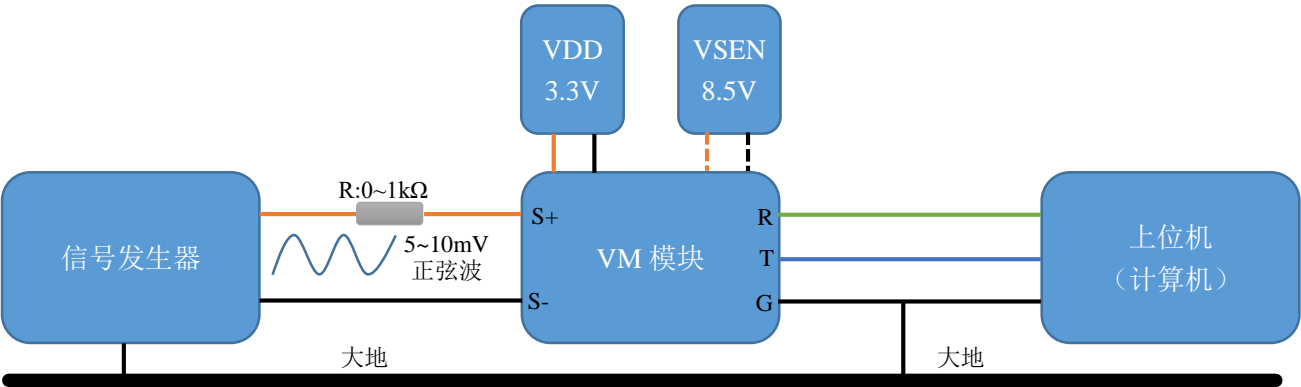 VDD
3.3V
VSEN
8.5V
R:0~1kΩ
S+
R
5~10mV
正弦波
信号发生器
VM 模块
T
上位机
（计算机）
S-
G
大地
大地